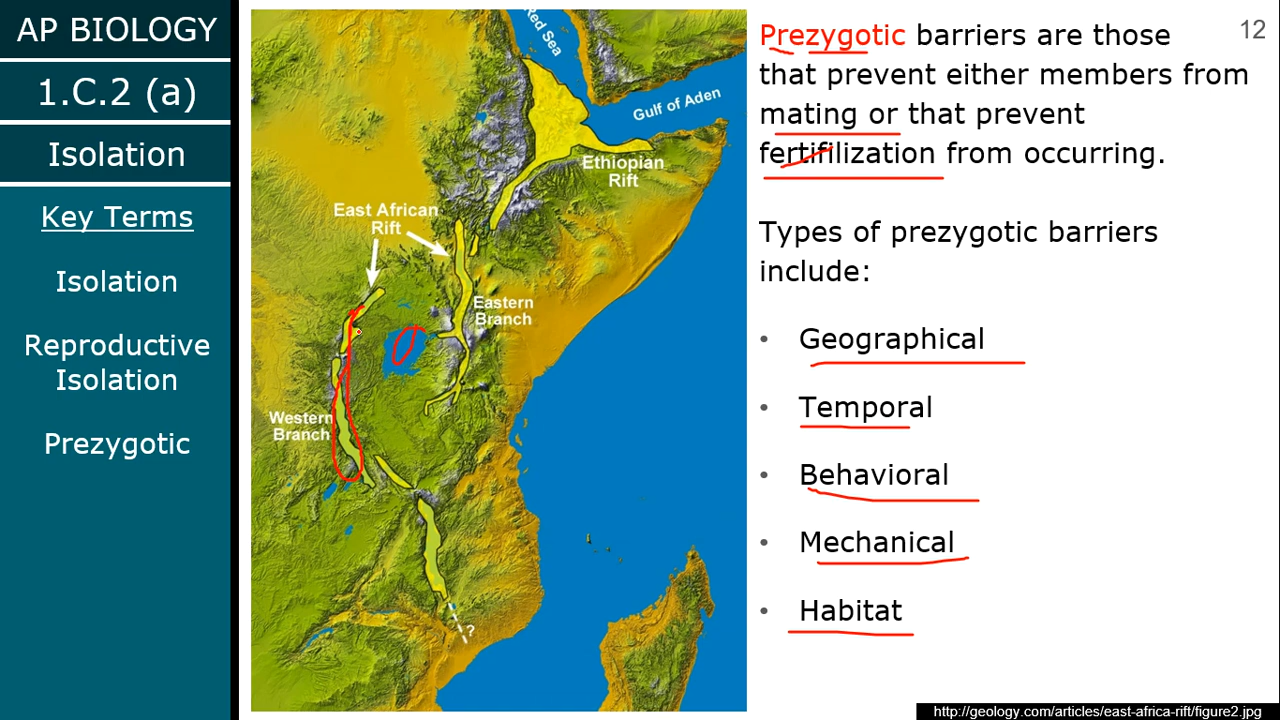 AP BIOLOGY
1.C.2 (a)
Isolation
Key Terms
Isolation
Reproductive
Isolation
Prezygotic
Red Sea
Gulf of Aden
Ethiopian
Rift
East African
Rift
Eastern
Branch
Western
Branch
?
12
Prezygotic barriers are those
that prevent either members from
mating or that prevent
fertifilization from occurring.
Types of prezygotic barriers
include:
• Geographical
• Temporal
• Behavioral
• Mechanical
• Habitat
http://geology.com/articles/east-africa-rift/figure2.jpg